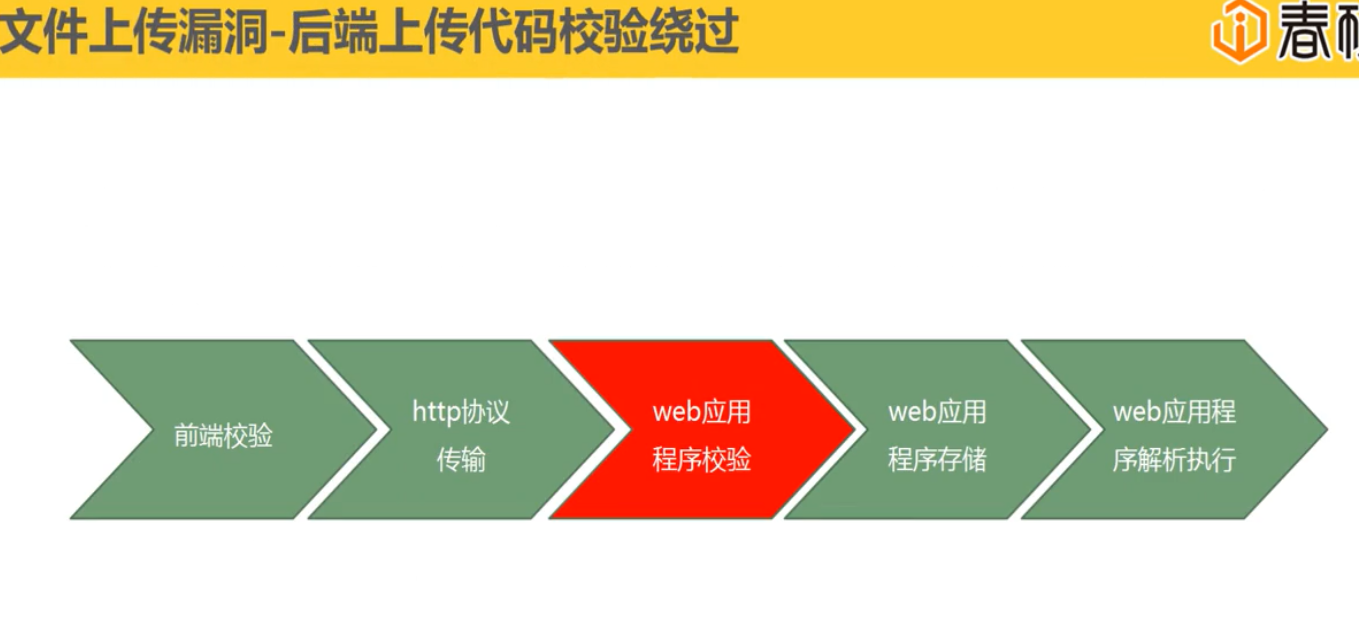 文件上传漏洞-后端上传代码校验绕过
春
前端校验
http协议
传输
web应用
程序校验
web应用
程序存储
web应用程
序解析执行